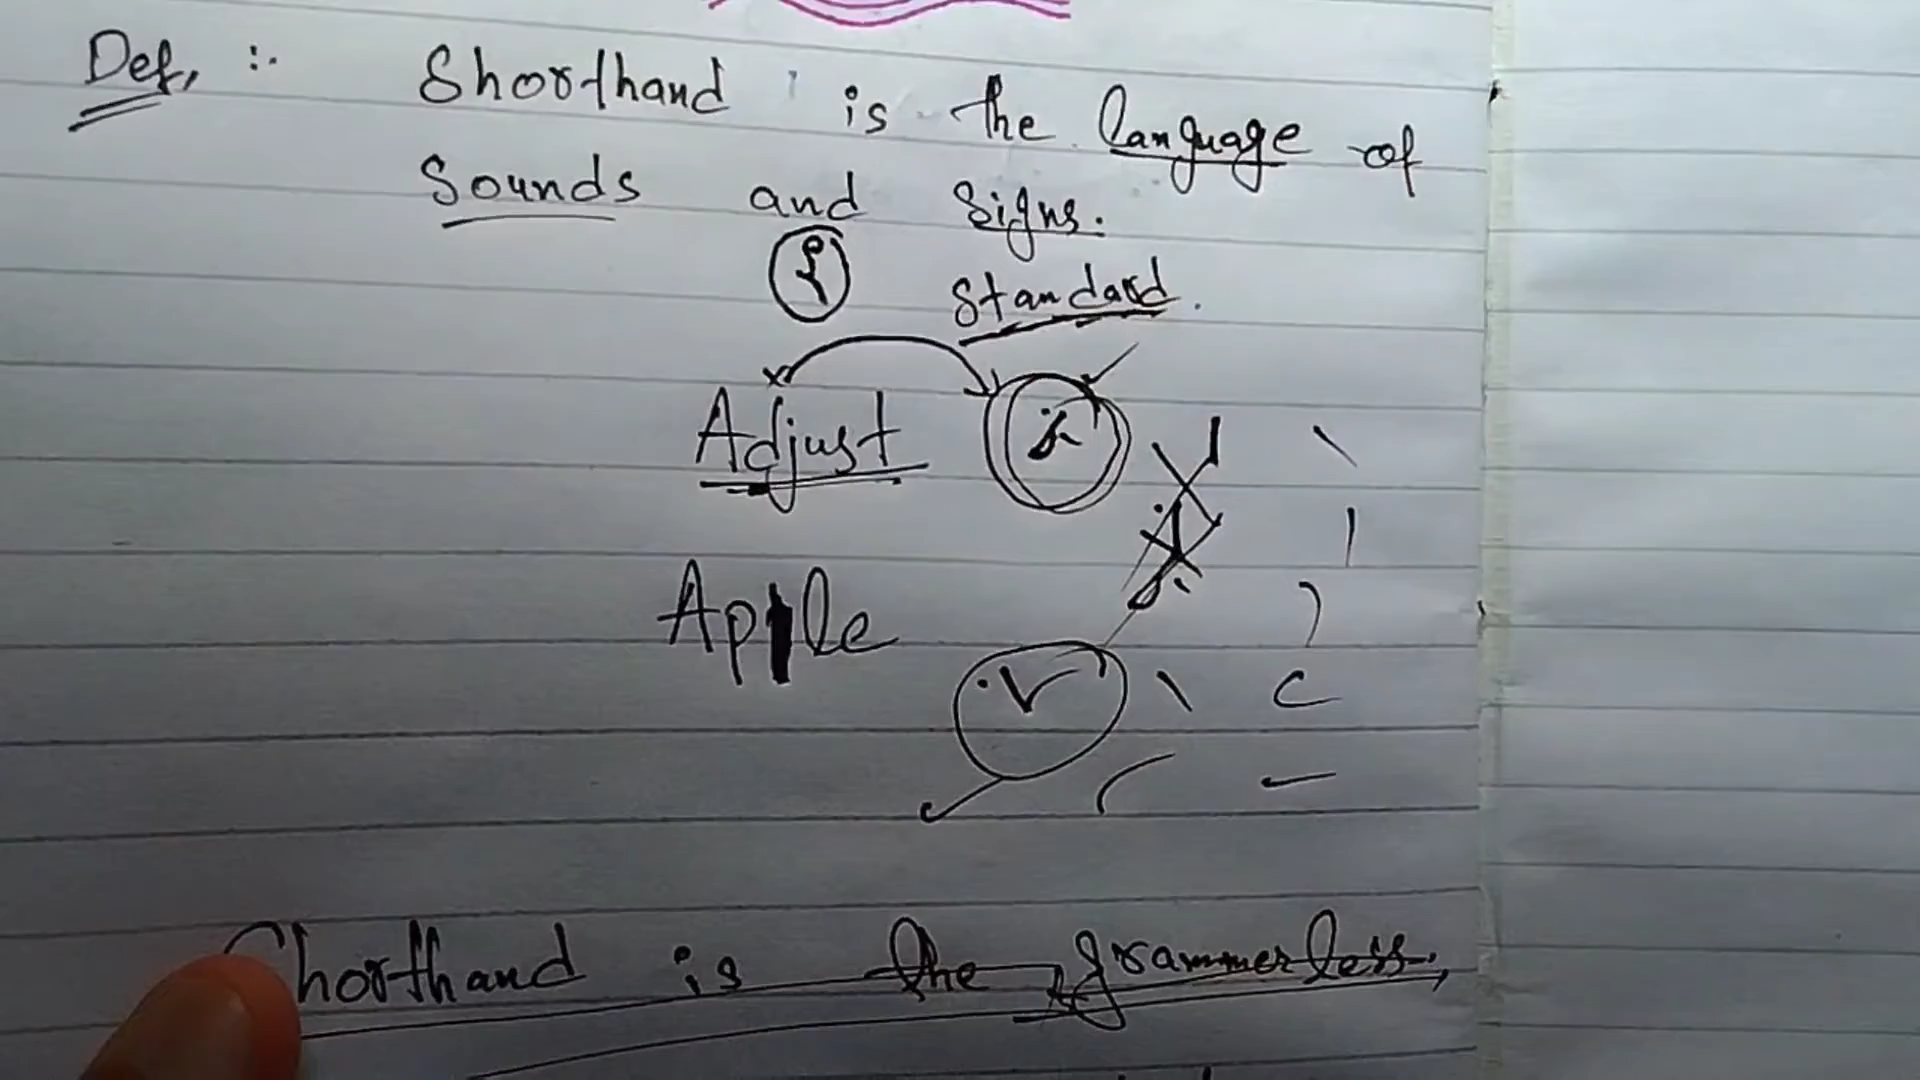 Def, :-
Shorthand is the language of
Sounds and Signs.
Standard.
Adjust
Apple
Shorthand is the grammerless,